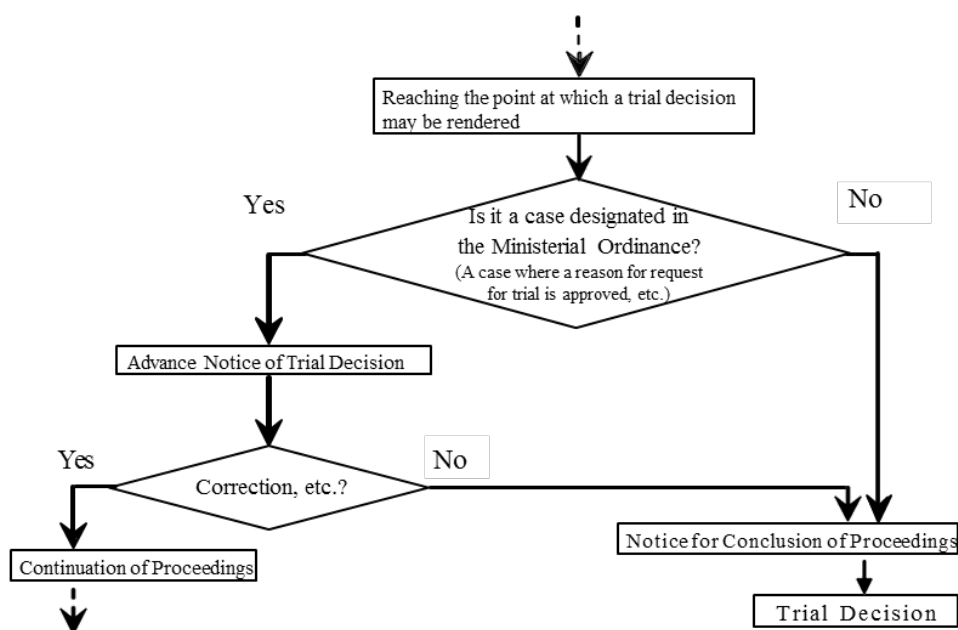 Reaching the point at which a trial decision
may be rendered
Yes
No
Is it a case designated in
the Ministerial Ordinance?
(A case where a reason for request
for trial is approved, etc.)
Advance Notice of Trial Decision
Yes
No
Correction, etc.?
Continuation of Proceedings
Notice for Conclusion of Proceedings
Trial Decision